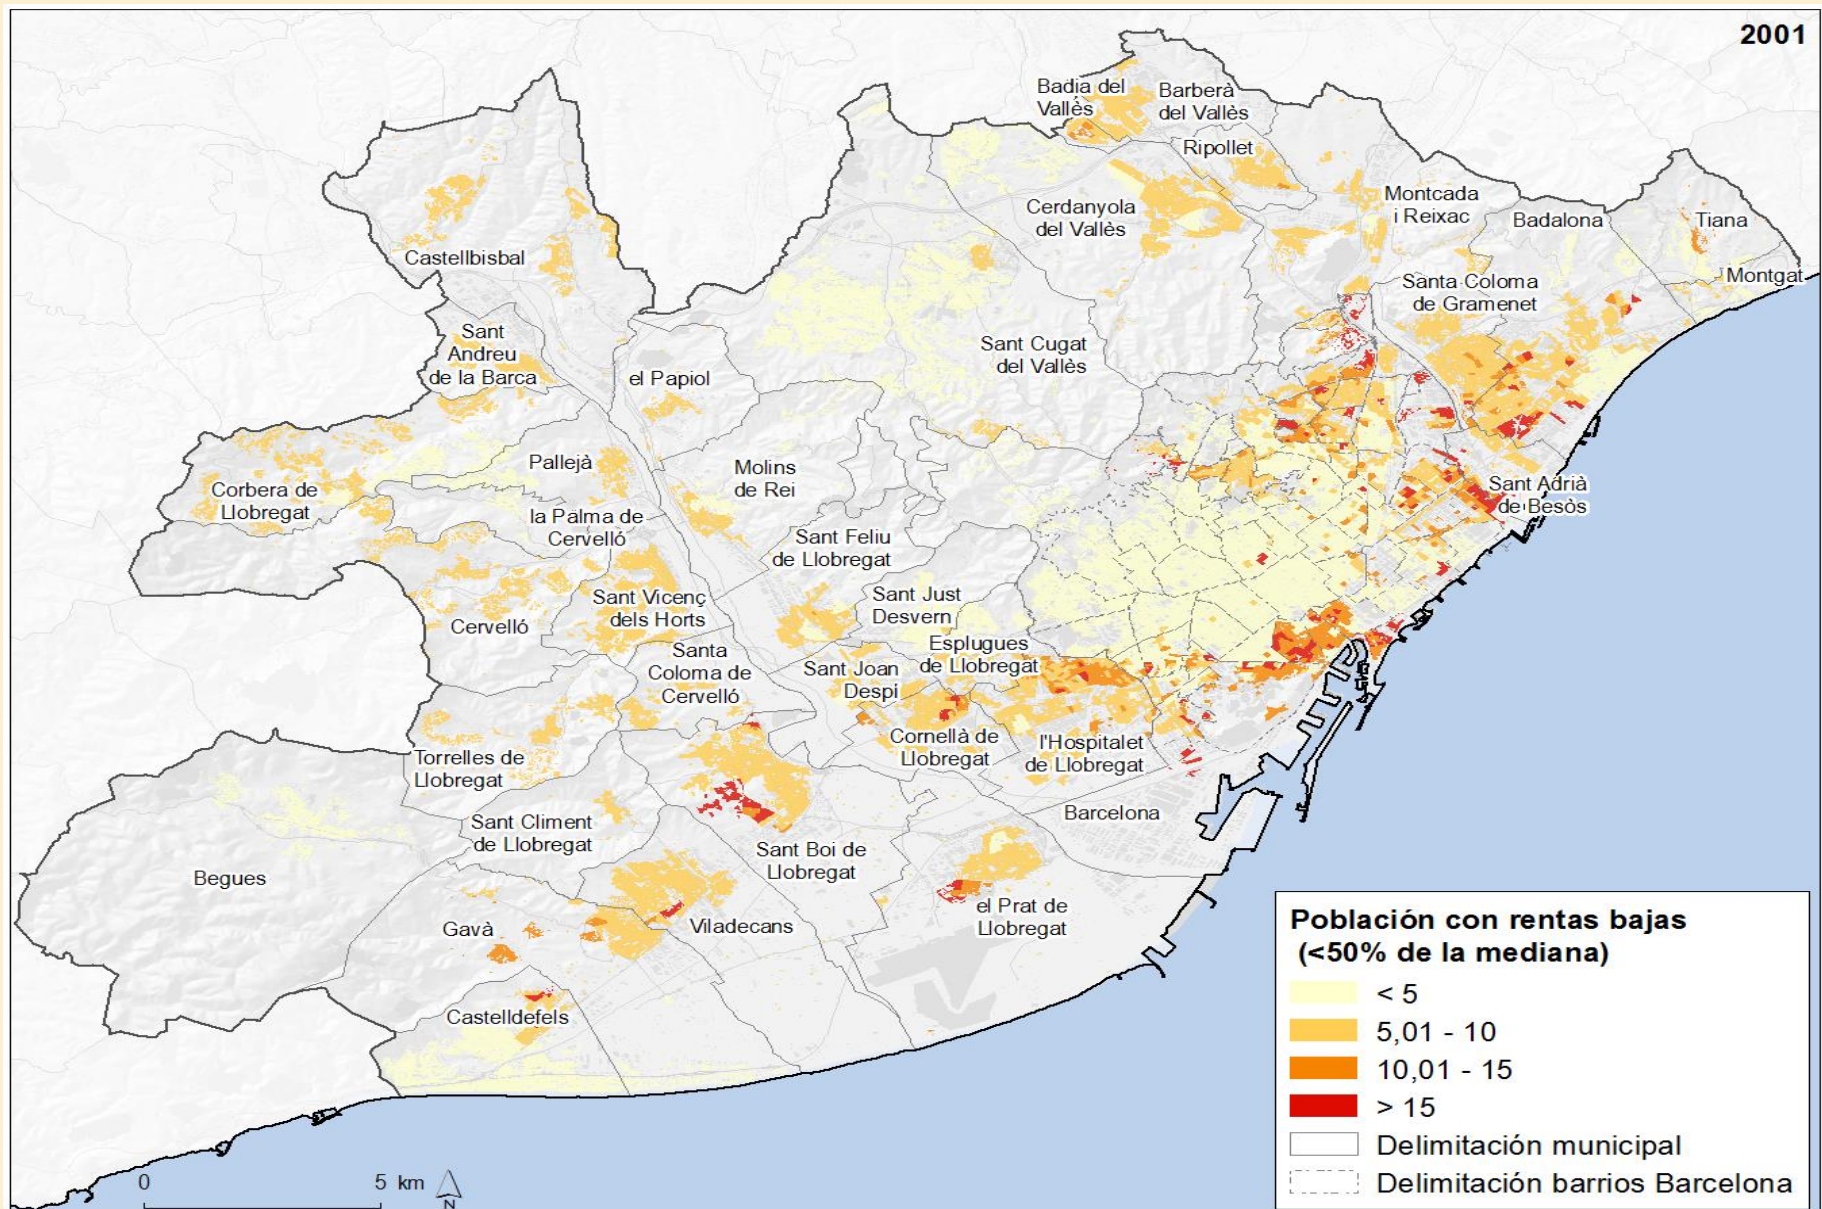 2001
Badia del
Vallès
Barberà
del Vallès
Ripollet
Cerdanyola
del Vallès
Montcada
i Reixac
Badalona
Tiana
Montgat
Castellbisbal
Santa Coloma
de Gramenet
Sant
Andreu
de la Barca
el Papiol
Sant Cugat
del Vallès
Pallejà
Molins
de Rei
Corbera de
Llobregat
la Palma de
Cervelló
Sant Adrià
de Besòs
Sant Feliu
de Llobregat
Sant Vicenç
dels Horts
Sant Just
Desvern
Cervelló
Esplugues
de Llobregat
Santa
Coloma de
Cervelló
Sant Joan
Despi
Cornellà de
Llobregat
l'Hospitalet
de Llobregat
Torrelles de
Llobregat
Barcelona
Sant Climent
de Llobregat
Sant Boi de
Llobregat
Begues
el Prat de
Llobregat
Gavà
Viladecans
Castelldefels
Población con rentas bajas
(<50% de la mediana)
< 5
5,01 - 10
10,01 - 15
> 15
Delimitación municipal
Delimitación barrios Barcelona
0 5 km
N